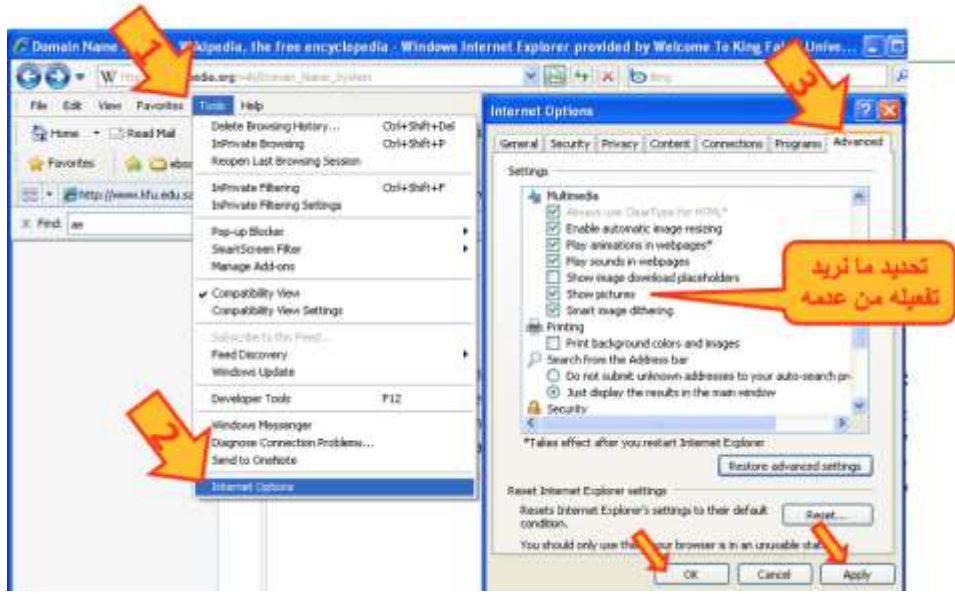 1
Domain Name
Wikipedia, the free encyclopedia - Windows Internet Explorer provided by Welcome To King
W
Bing
File Edit View Favorites Tools Help
Home Read Mail
Favorites
http://www.kfu.edu.sa
x Find: ae
Delete Browsing History... Ctrl+Shift+Del
InPrivate Browsing Ctrl+Shift+P
Reopen Last Browsing Session
InPrivate Filtering Ctrl+Shift+F
InPrivate Filtering Settings
Pop-up Blocker
SmartScreen Filter
Manage Add-ons
Compatibility View
Compatibility View Settings
Subscribe to this Feed...
Feed Discovery
Windows Update
Developer Tools F12
Windows Messenger
Diagnose Connection Problems...
Send to OneNote
2
Internet Options
3
Internet Options
General Security Privacy Content Connections Programs Advanced
Settings
Multimedia
Always use ClearType for HTML*
Enable automatic image resizing
Play animations in webpages*
Play sounds in webpages
Show image download placeholders
Show pictures
Smart image dithering
Printing
Print background colors and images
Search from the Address bar
Do not submit unknown addresses to your auto-search
Just display the results in the main window
Security
تحديد ما نريد
تفعيله من عدمه
*Takes effect after you restart Internet Explorer
Restore advanced settings
Reset Internet Explorer settings
Resets Internet Explorer's settings to their default
condition.
Reset...
You should only use browser is in an unusable
OK Cancel Apply